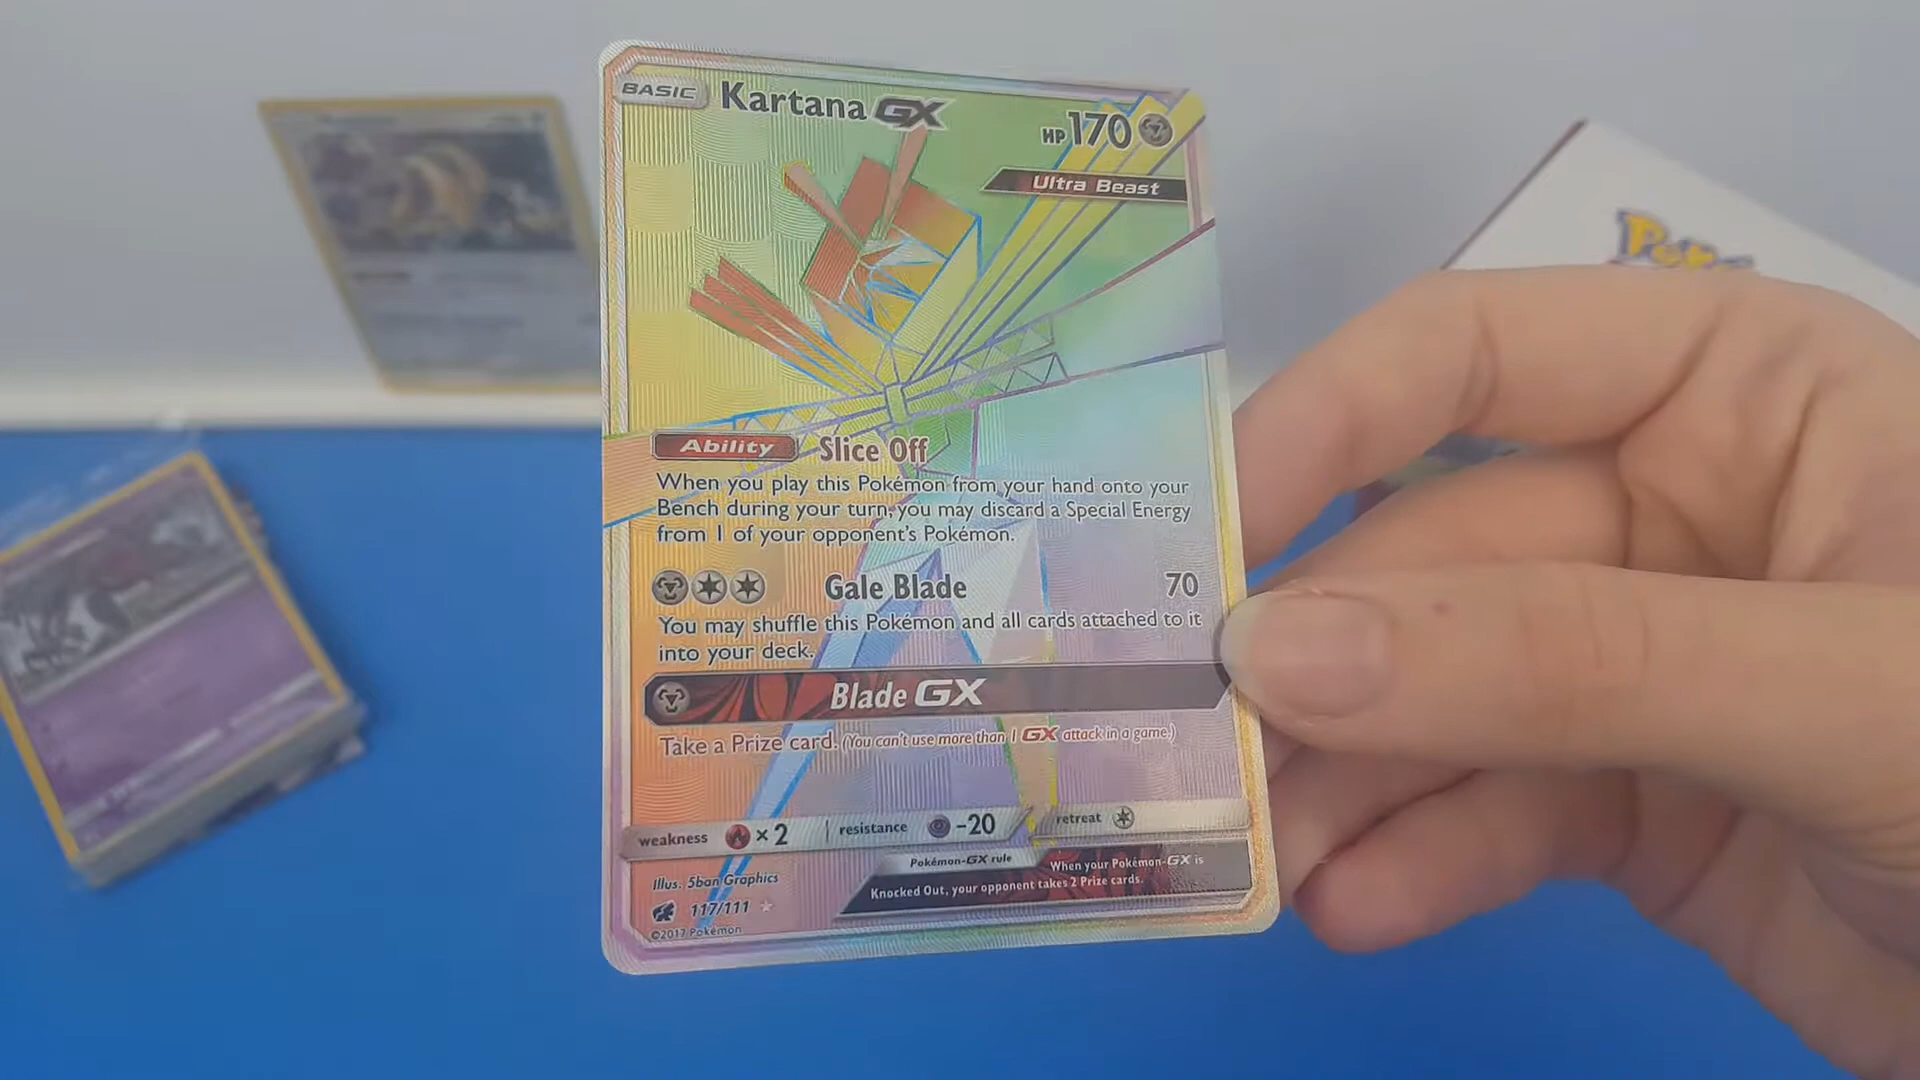 BASIC Kartana GX HP170
Ultra Beast
Ability Slice Off
When you play this Pokémon from your hand onto your
Bench during your turn, you may discard a Special Energy
from 1 of your opponent's Pokémon.
Gale Blade 70
You may shuffle this Pokémon and all cards attached to it
into your deck.
Blade GX
Take a Prize card. (You can't use more than 1 GX attack in a game.)
weakness ×2 resistance -20 retreat
Pokémon-GX rule When your Pokémon-GX is
Knocked Out, your opponent takes 2 Prize cards.
Illus. 5ban Graphics
117/111
©2017 Pokémon